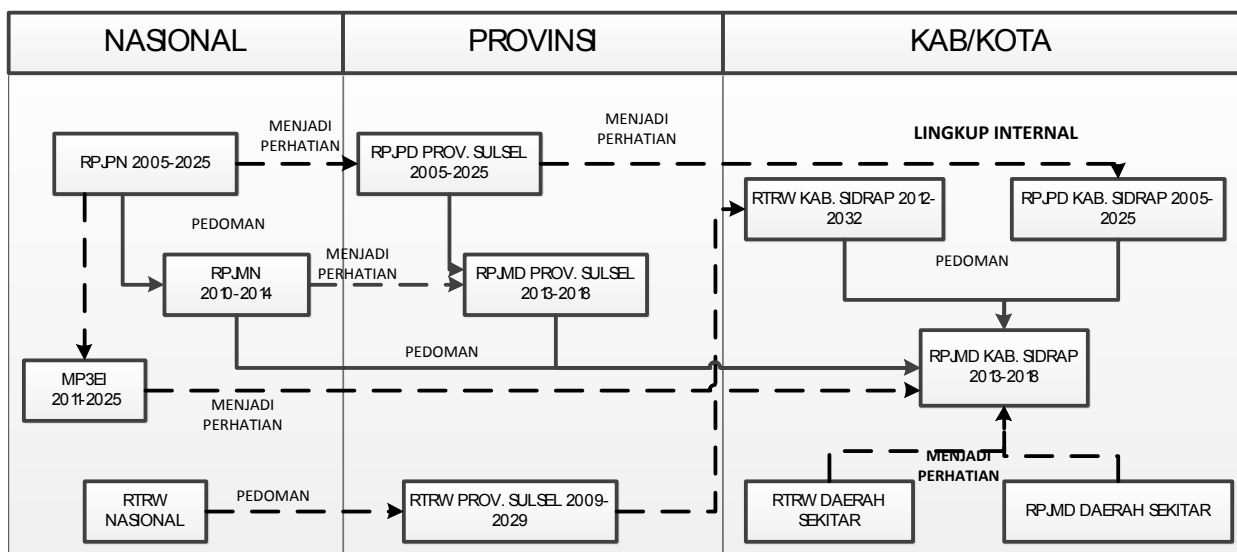 NASIONAL
PROVINSI
KAB/KOTA
MENJADI
PERHATIAN
MENJADI
PERHATIAN
LINGKUP INTERNAL
RPJPN 2005-2025
RPJPD PROV. SULSEL
2005-2025
RTRW KAB. SIDRAP 2012-
2032
RPJPD KAB. SIDRAP 2005-
2025
PEDOMAN
MENJADI
PERHATIAN
PEDOMAN
RPJMN
2010-2014
RPJMD PROV. SULSEL
2013-2018
PEDOMAN
RPJMD KAB. SIDRAP
2013-2018
MP3EI
2011-2025
MENJADI
PERHATIAN
MENJADI
PERHATIAN
RTRW
NASIONAL
PEDOMAN
RTRW PROV. SULSEL 2009-
2029
RTRW DAERAH
SEKITAR
RPJMD DAERAH SEKITAR